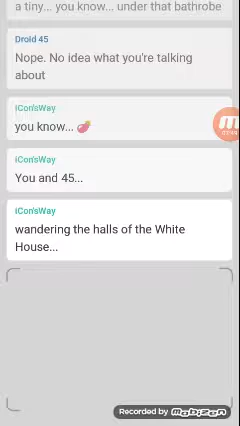 a tiny... you know... under that bathrobe
Droid 45
Nope. No idea what you're talking
about
iCon'sWay
you know... 🍆
iCon'sWay
You and 45...
iCon'sWay
wandering the halls of the White
House...
Recorded by mobizen